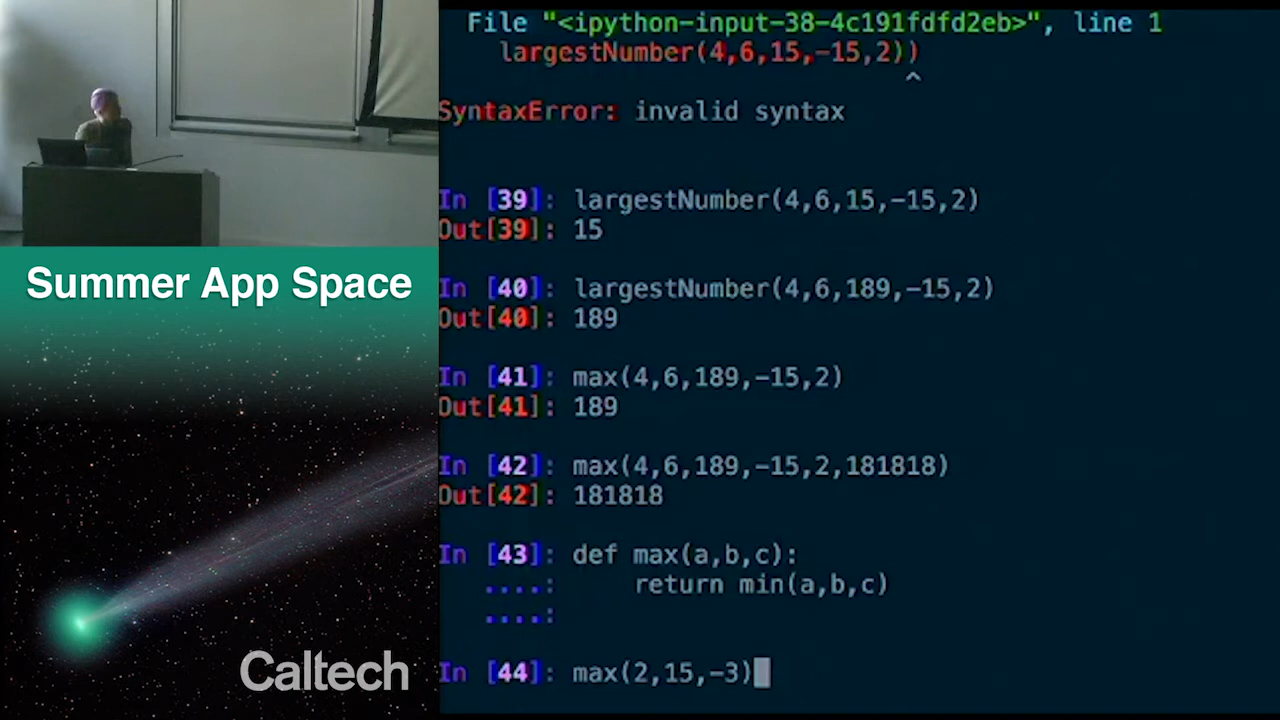 File "<ipython-input-38-4c191fdfd2eb>", line 1
largestNumber(4,6,15,-15,2))
^
SyntaxError: invalid syntax
In [39]: largestNumber(4,6,15,-15,2)
Out[39]: 15
In [40]: largestNumber(4,6,189,-15,2)
Out[40]: 189
In [41]: max(4,6,189,-15,2)
Out[41]: 189
In [42]: max(4,6,189,-15,2,181818)
Out[42]: 181818
In [43]: def max(a,b,c):
....: return min(a,b,c)
....:
In [44]: max(2,15,-3)
Summer App Space
Caltech